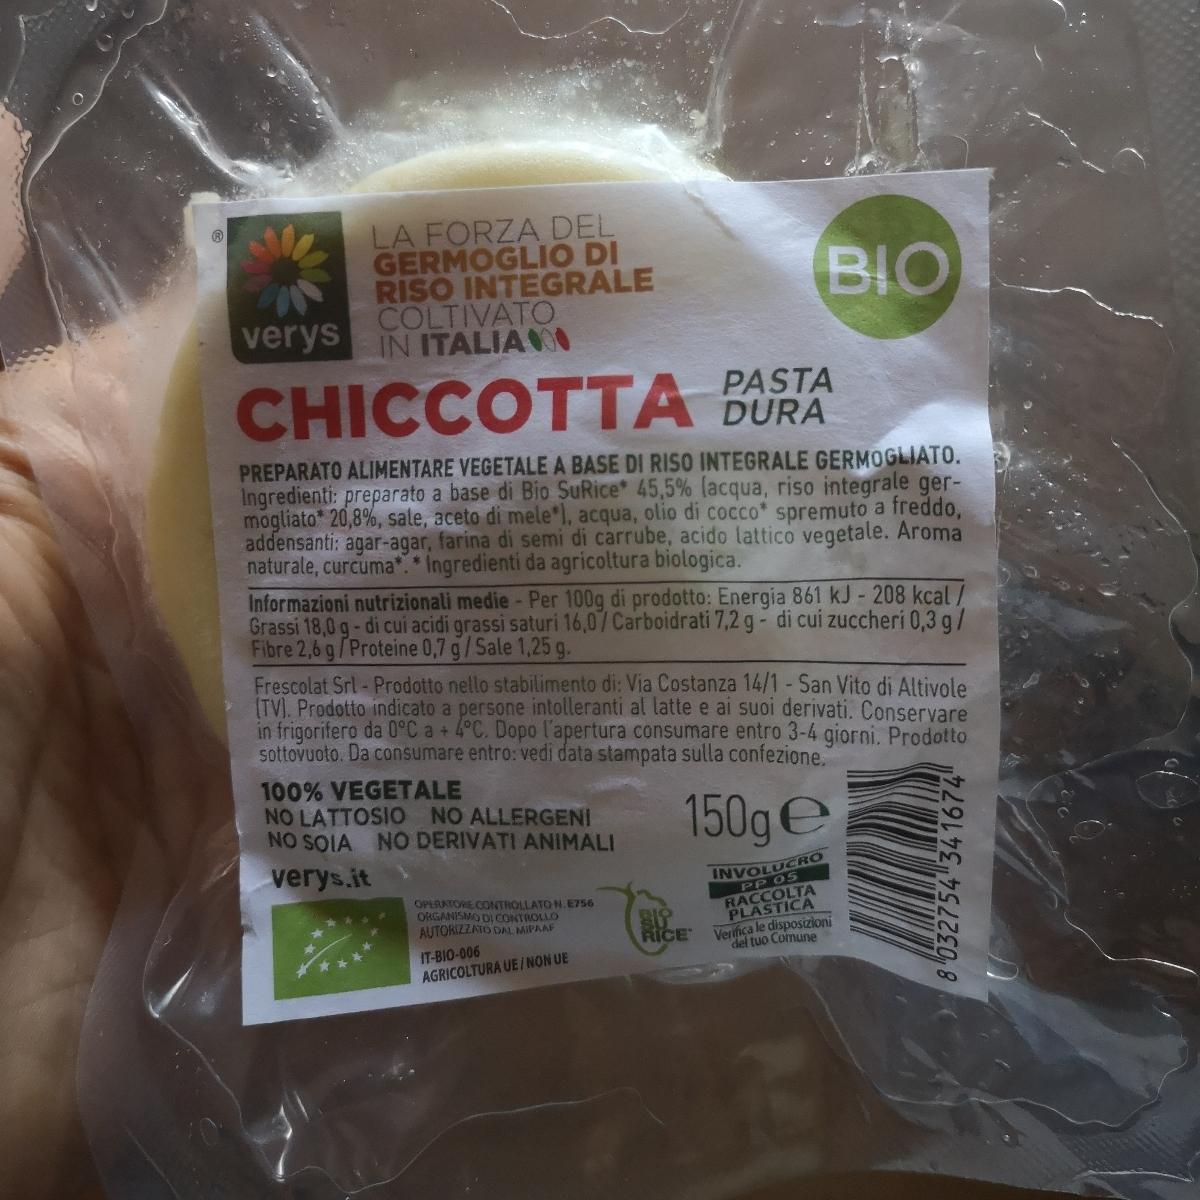 ®
verys
LA FORZA DEL
GERMOGLIO DI
RISO INTEGRALE
COLTIVATO
IN ITALIA
BIO
CHICCOTTA
PASTA
DURA
PREPARATO ALIMENTARE VEGETALE A BASE DI RISO INTEGRALE GERMOGLIATO.
Ingredienti: preparato a base di Bio SuRice* 45,5% (acqua, riso integrale ger-
mogliato* 20,8%, sale, aceto di mele*), acqua, olio di cocco* spremuto a freddo,
addensanti: agar-agar, farina di semi di carrube, acido lattico vegetale. Aroma
naturale, curcuma*. * Ingredienti da agricoltura biologica.
Informazioni nutrizionali medie - Per 100g di prodotto: Energia 861 kJ - 208 kcal /
Grassi 18,0 g - di cui acidi grassi saturi 16,0 / Carboidrati 7,2 g - di cui zuccheri 0,3 g /
Fibre 2,6 g / Proteine 0,7 g / Sale 1,25 g.
Frescolat Srl - Prodotto nello stabilimento di: Via Costanza 14/1 - San Vito di Altivole
(TV). Prodotto indicato a persone intolleranti al latte e ai suoi derivati. Conservare
in frigorifero da 0°C a + 4°C. Dopo l'apertura consumare entro 3-4 giorni. Prodotto
sottovuoto. Da consumare entro: vedi data stampata sulla confezione.
100% VEGETALE
NO LATTOSIO NO ALLERGENI
NO SOIA NO DERIVATI ANIMALI
verys.it
150g e
INVOLUCRO
PP 05
RACCOLTA
PLASTICA
Verifica le disposizioni
del tuo Comune
OPERATORE CONTROLLATO N. E756
ORGANISMO DI CONTROLLO
AUTORIZZATO DAL MIPAAF
IT-BIO-006
AGRICOLTURA UE / NON UE
BIO
SU
RICE
8 032754 341674